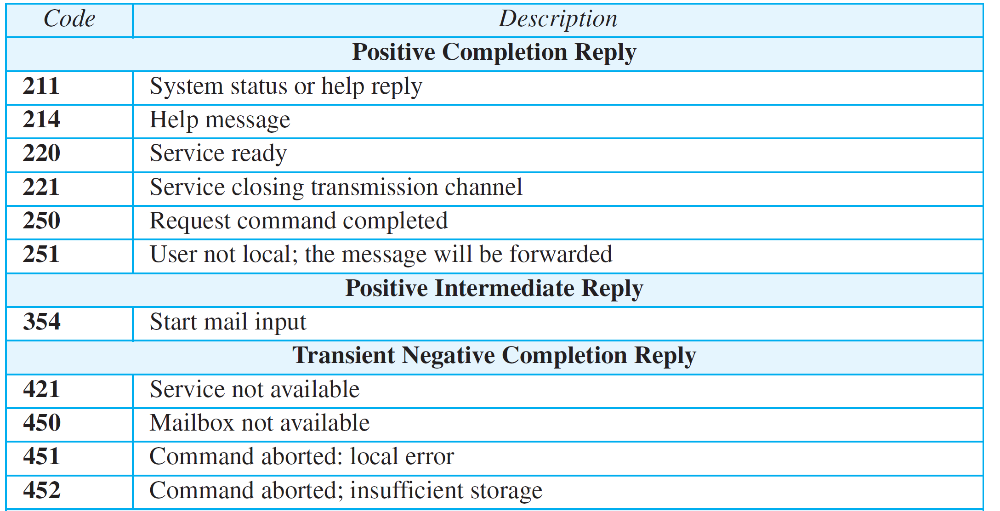 Code Description
Positive Completion Reply
211 System status or help reply
214 Help message
220 Service ready
221 Service closing transmission channel
250 Request command completed
251 User not local; the message will be forwarded
Positive Intermediate Reply
354 Start mail input
Transient Negative Completion Reply
421 Service not available
450 Mailbox not available
451 Command aborted: local error
452 Command aborted; insufficient storage